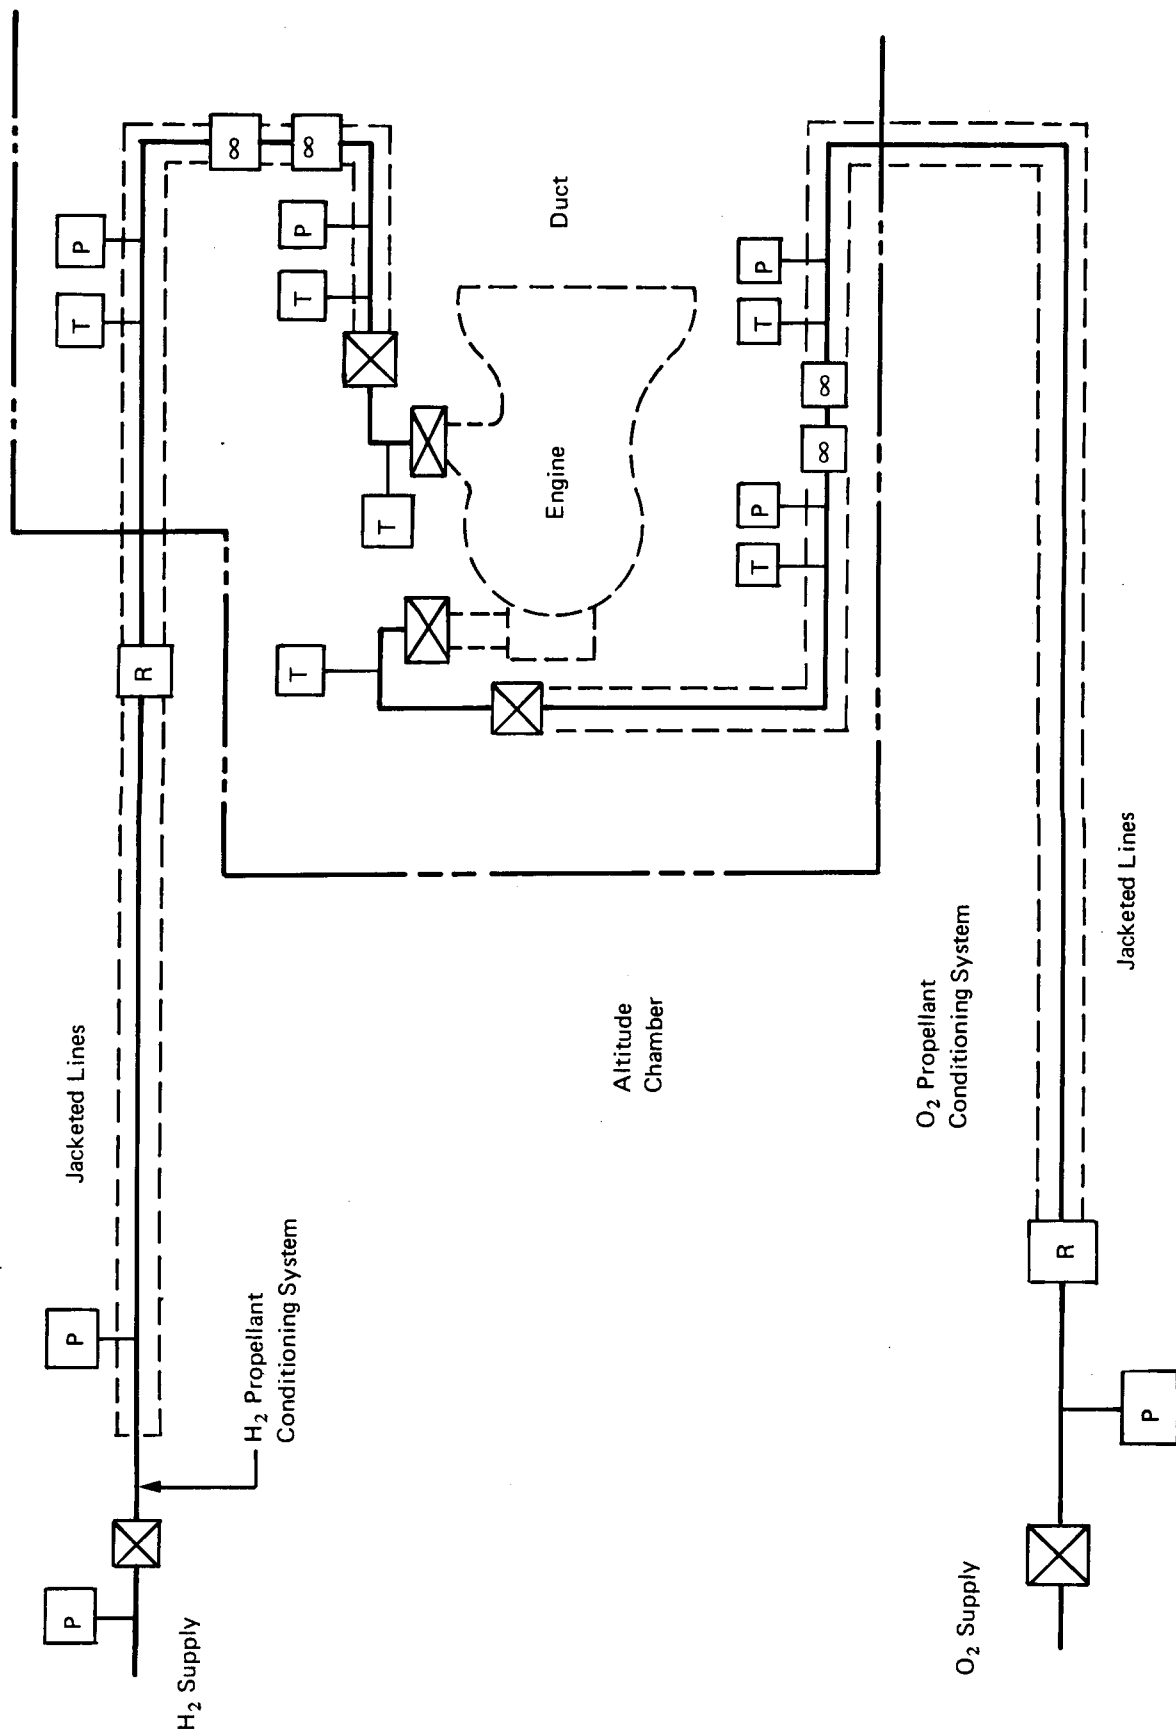 P
P
Jacketed Lines
T
P
R
H₂ Supply
∞
H₂ Propellant
Conditioning System
T
T
P
∞
T
Engine
Duct
Altitude
Chamber
T
P
T
P
∞
∞
O₂ Propellant
Conditioning System
O₂ Supply
R
Jacketed Lines
P